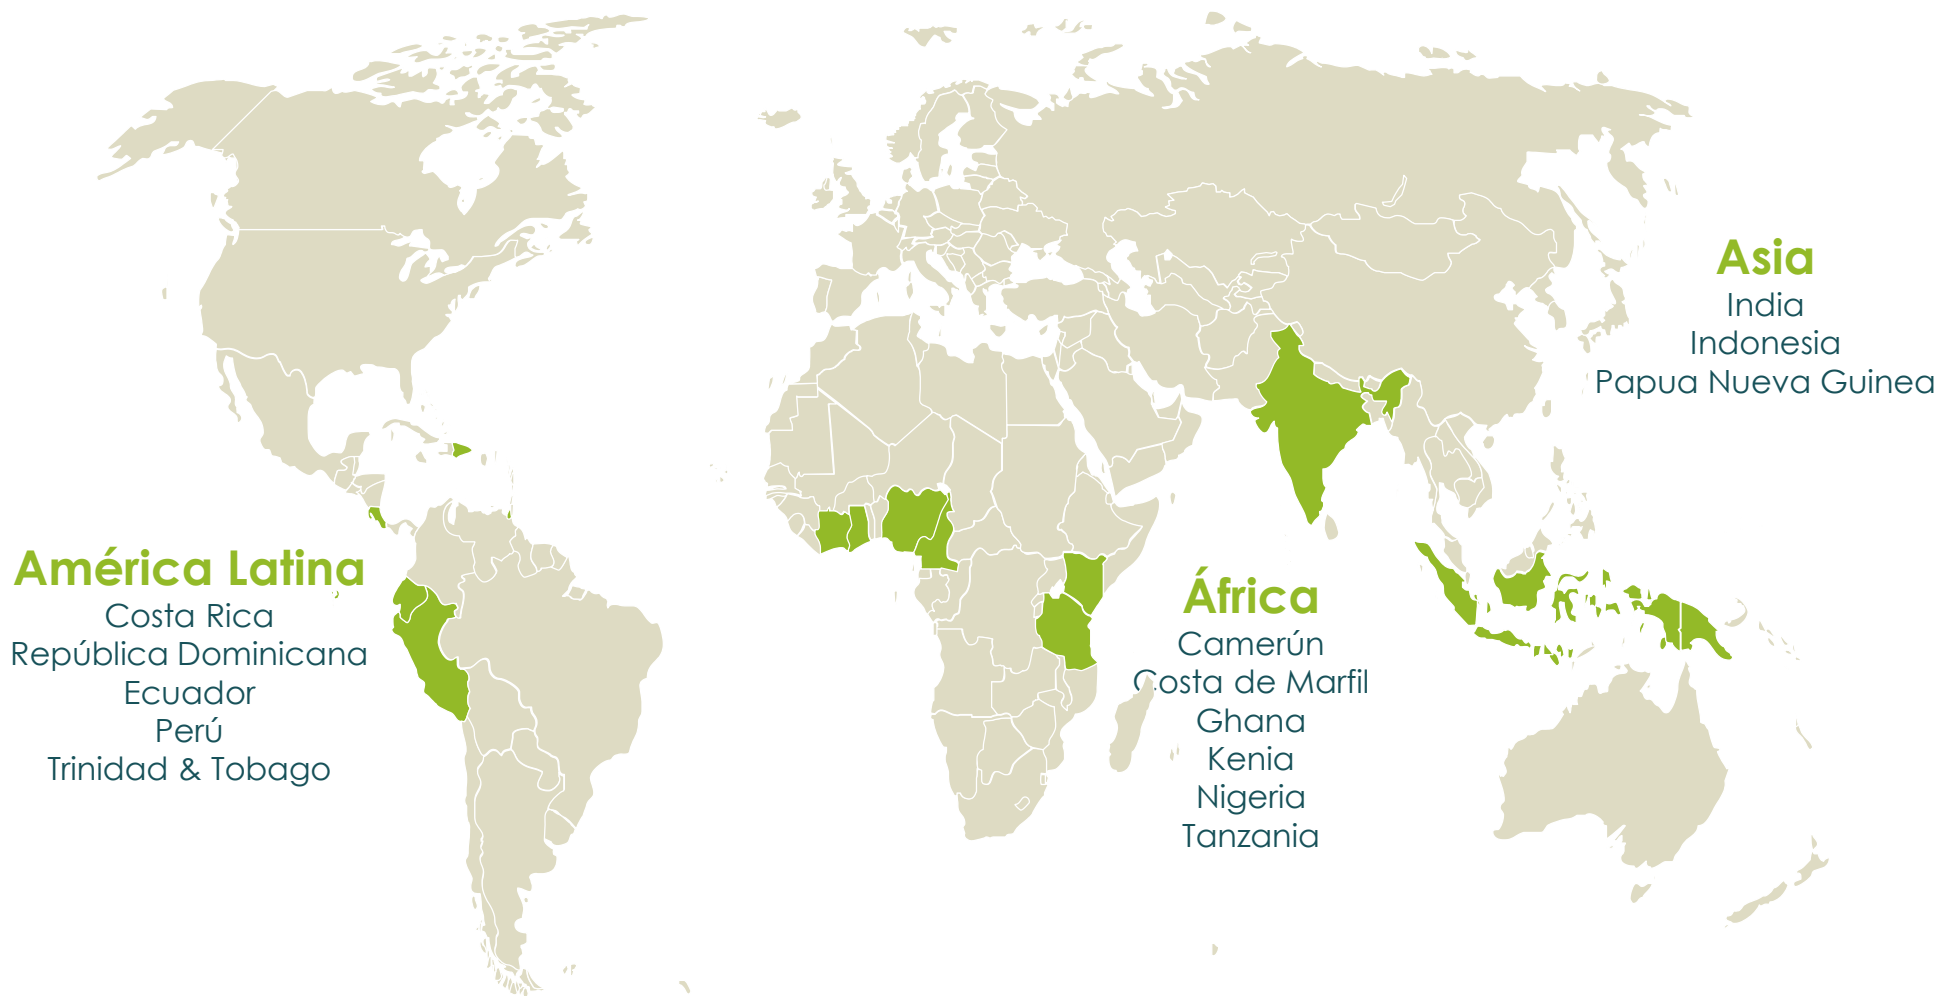 América Latina
Costa Rica
República Dominicana
Ecuador
Perú
Trinidad & Tobago
África
Camerún
Costa de Marfil
Ghana
Kenia
Nigeria
Tanzania
Asia
India
Indonesia
Papua Nueva Guinea